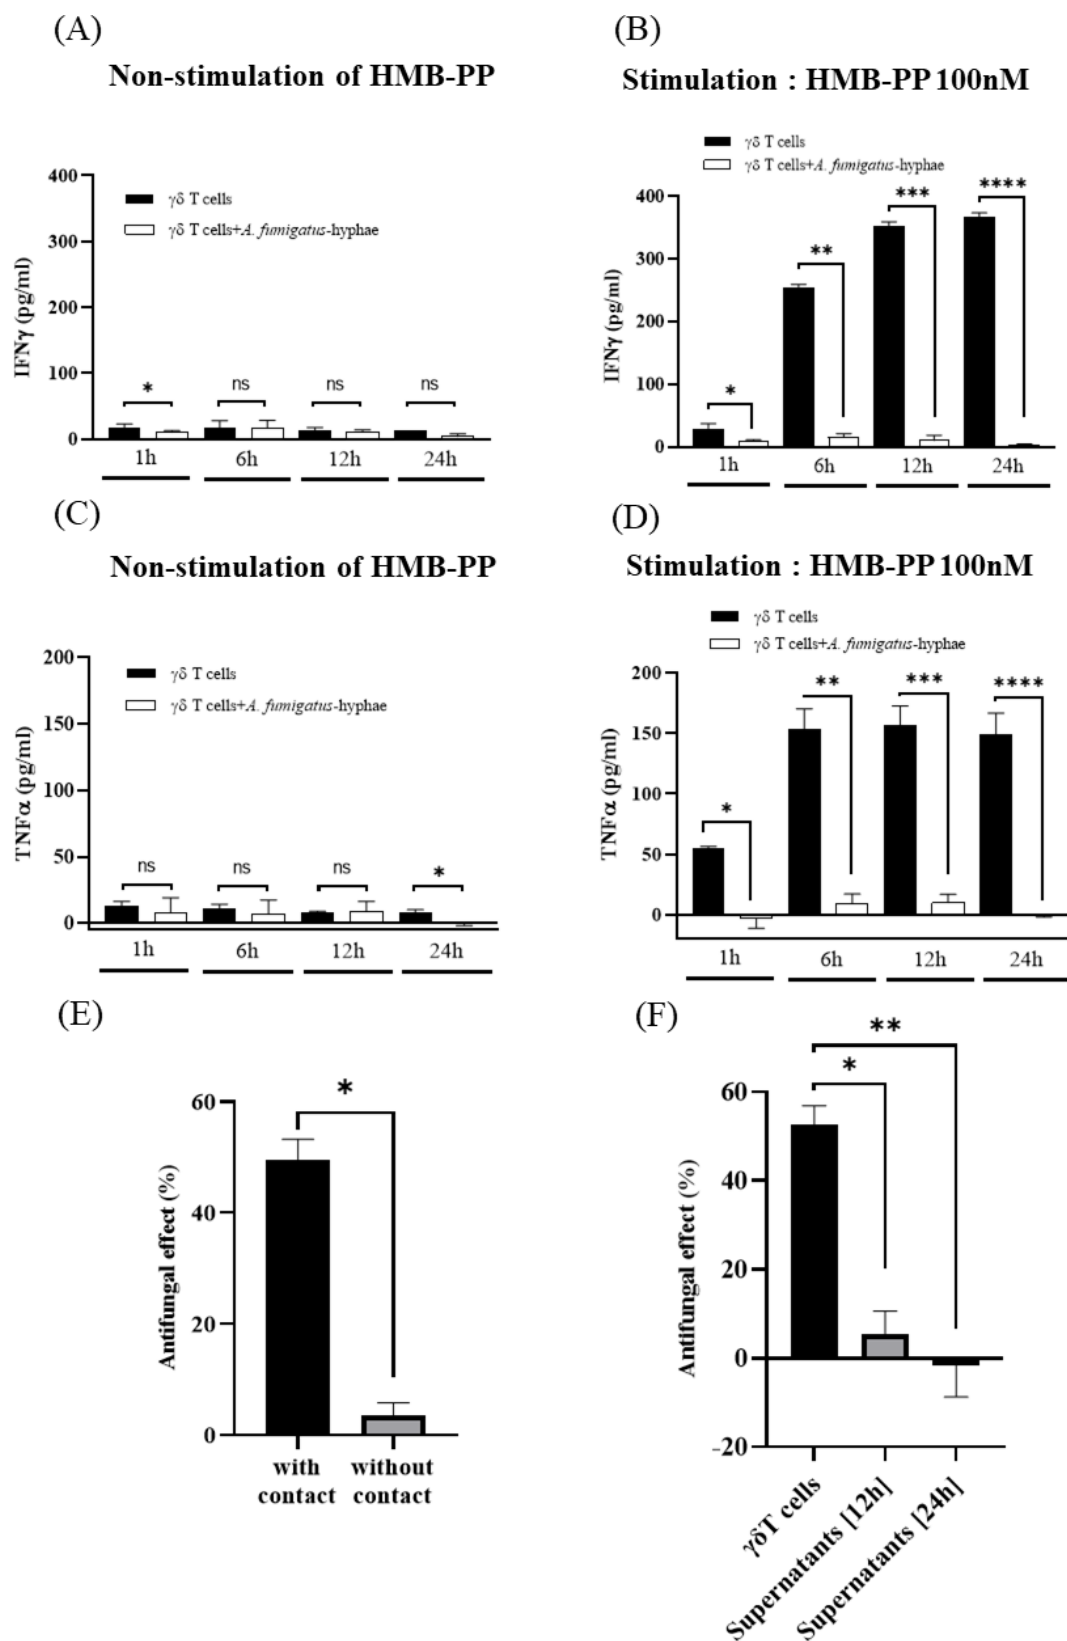 (A)
Non-stimulation of HMB-PP
400
300
200
100
0
IFNγ (pg/ml)
γδ T cells
γδ T cells+A. fumigatus-hyphae
*
ns
ns
ns
1h
6h
12h
24h
(B)
Stimulation : HMB-PP 100nM
γδ T cells
γδ T cells+A. fumigatus-hyphae
400
300
200
100
0
IFNγ (pg/ml)
*
**
***
****
1h
6h
12h
24h
(C)
Non-stimulation of HMB-PP
200
150
100
50
0
TNFα (pg/ml)
γδ T cells
γδ T cells+A. fumigatus-hyphae
ns
ns
ns
*
1h
6h
12h
24h
(D)
Stimulation : HMB-PP 100nM
γδ T cells
γδ T cells+A. fumigatus-hyphae
200
150
100
50
0
TNFα (pg/ml)
*
**
***
****
1h
6h
12h
24h
(E)
60
40
20
0
Antifungal effect (%)
*
with
contact
without
contact
(F)
60
40
20
0
-20
Antifungal effect (%)
**
*
γδT cells
Supernatants [12h]
Supernatants [24h]